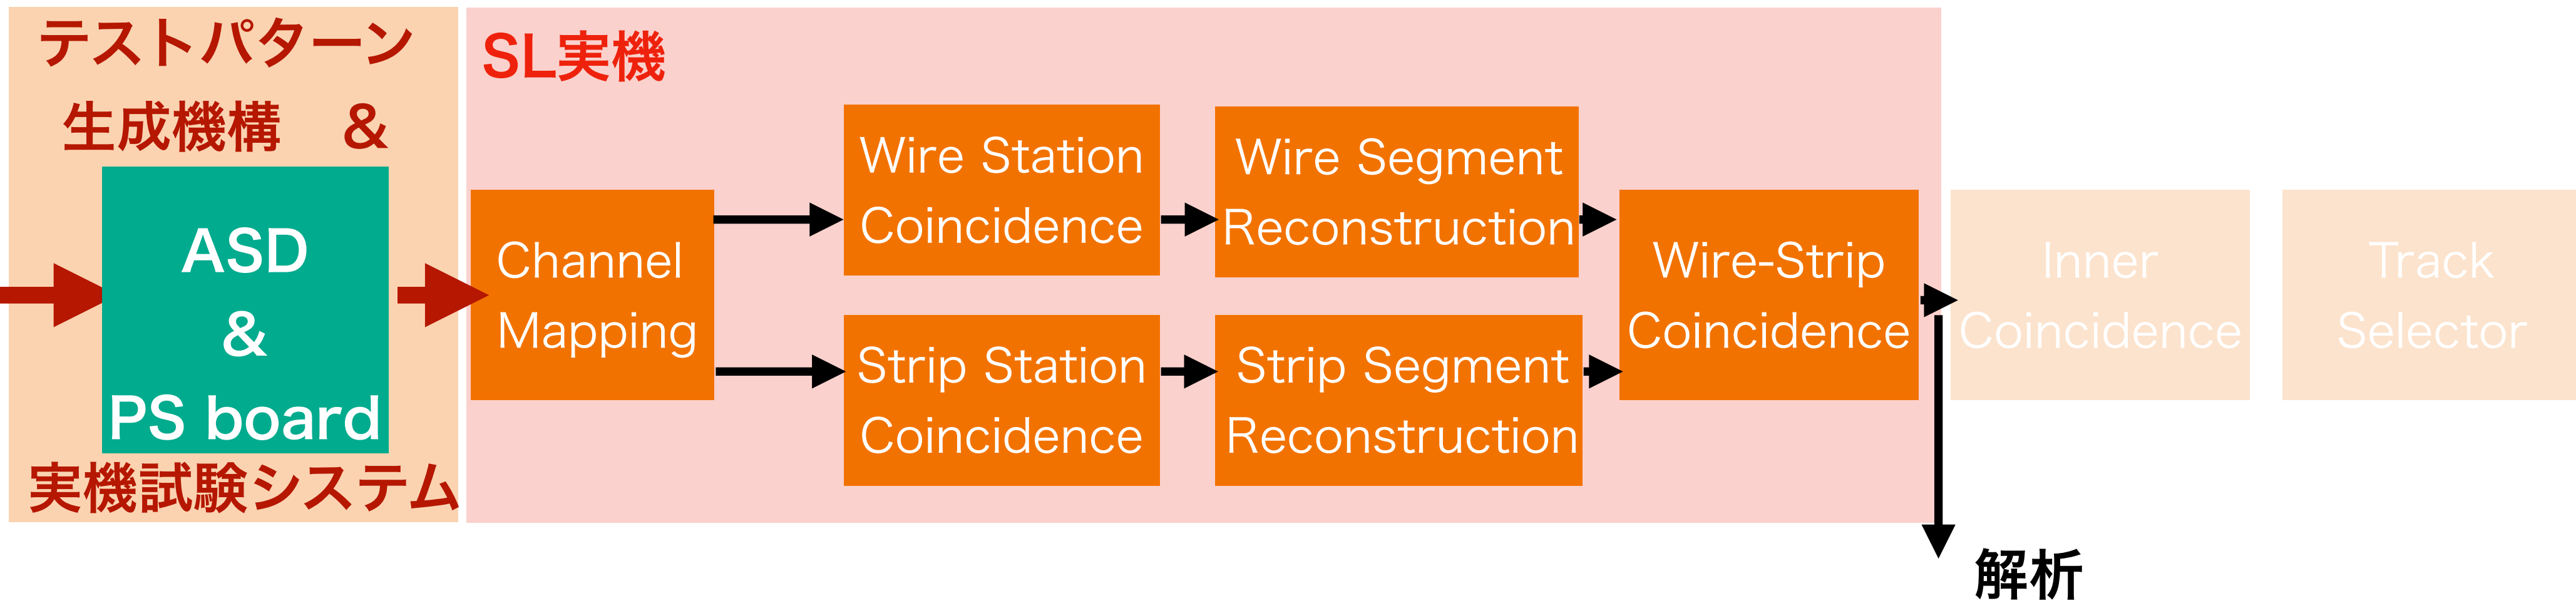 テストパターン
生成機構　&
ASD
&
PS board
実機試験システム
SL実機
Channel
Mapping
Wire Station
Coincidence
Wire Segment
Reconstruction
Strip Station
Coincidence
Strip Segment
Reconstruction
Wire-Strip
Coincidence
Inner
Coincidence
Track
Selector
解析